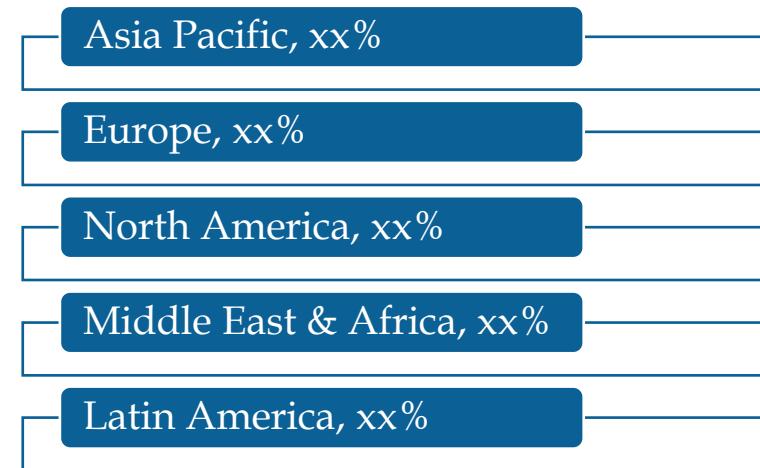 Asia Pacific, xx%
Europe, xx%
North America, xx%
Middle East & Africa, xx%
Latin America, xx%